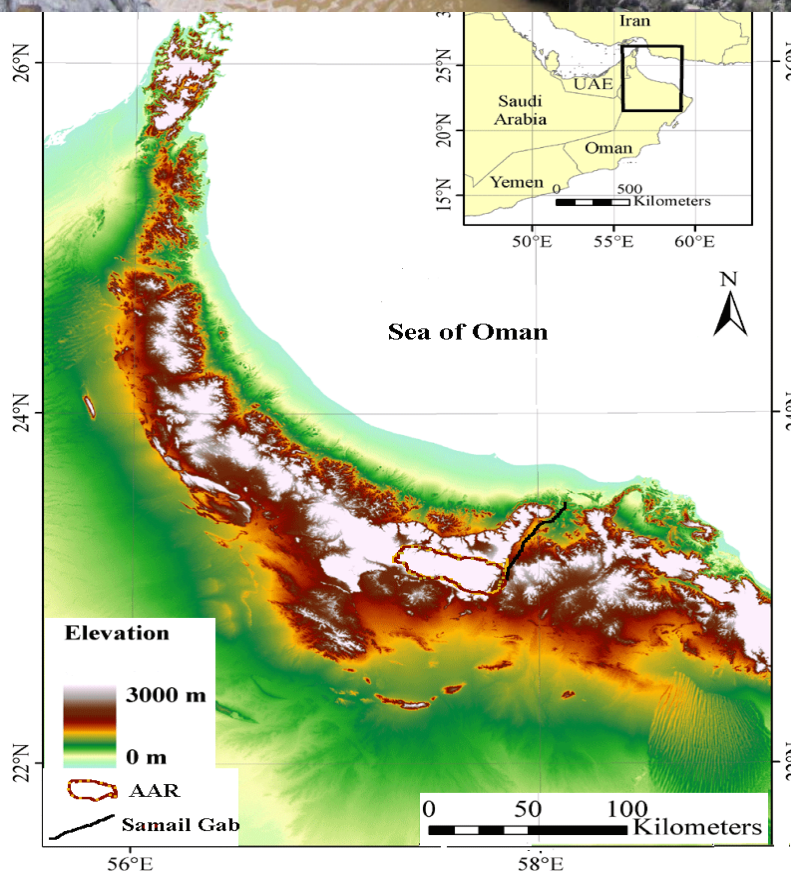 26°N
Iran
25°N
UAE
Saudi
Arabia
20°N
Oman
Yemen
0 500
Kilometers
15°N
50°E 55°E 60°E
N
Sea of Oman
24°N
Elevation
3000 m
0 m
22°N
AAR
Samail Gab
0 50 100
Kilometers
56°E 58°E